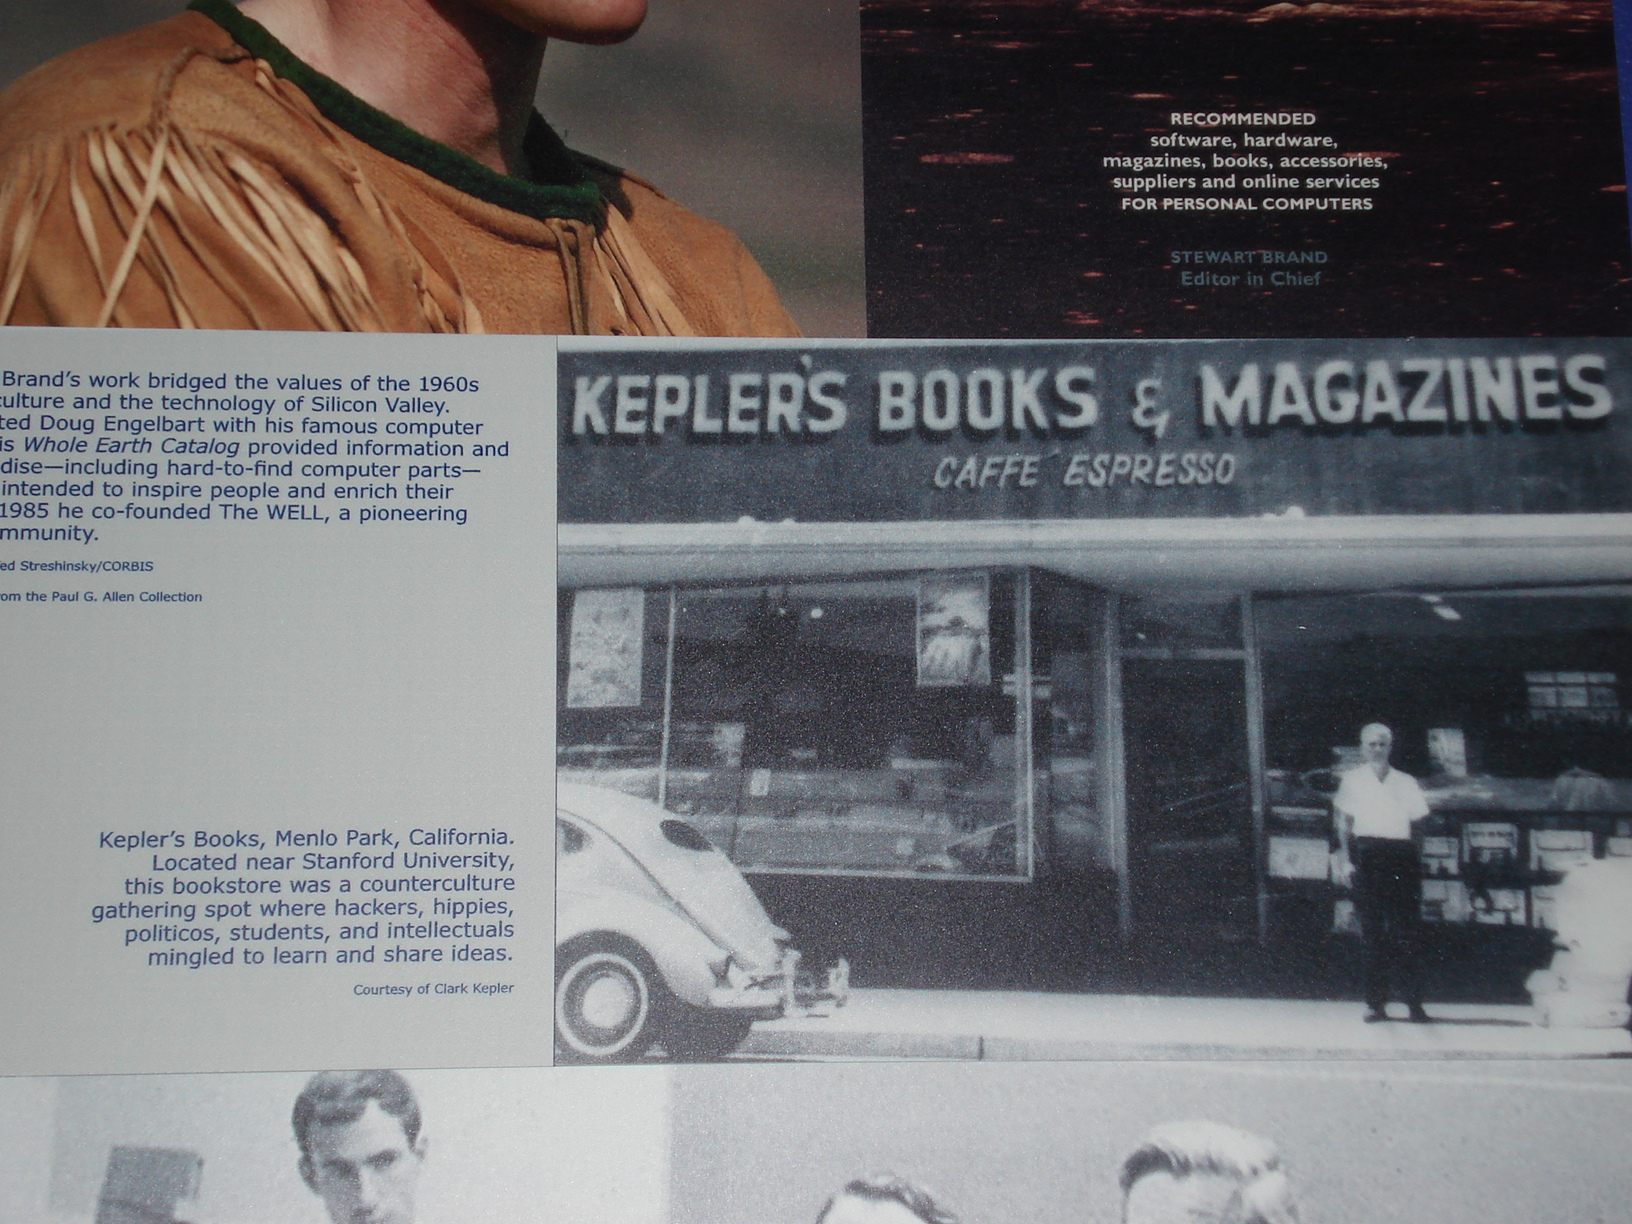 RECOMMENDED
software, hardware,
magazines, books, accessories,
suppliers and online services
FOR PERSONAL COMPUTERS
STEWART BRAND
Editor in Chief
Brand's work bridged the values of the 1960s
culture and the technology of Silicon Valley.
ted Doug Engelbart with his famous computer
is Whole Earth Catalog provided information and
dise—including hard-to-find computer parts—
intended to inspire people and enrich their
1985 he co-founded The WELL, a pioneering
mmunity.
ed Streshinsky/CORBIS
om the Paul G. Allen Collection
KEPLER'S BOOKS & MAGAZINES
CAFFE ESPRESSO
Kepler's Books, Menlo Park, California.
Located near Stanford University,
this bookstore was a counterculture
gathering spot where hackers, hippies,
politicos, students, and intellectuals
mingled to learn and share ideas.
Courtesy of Clark Kepler